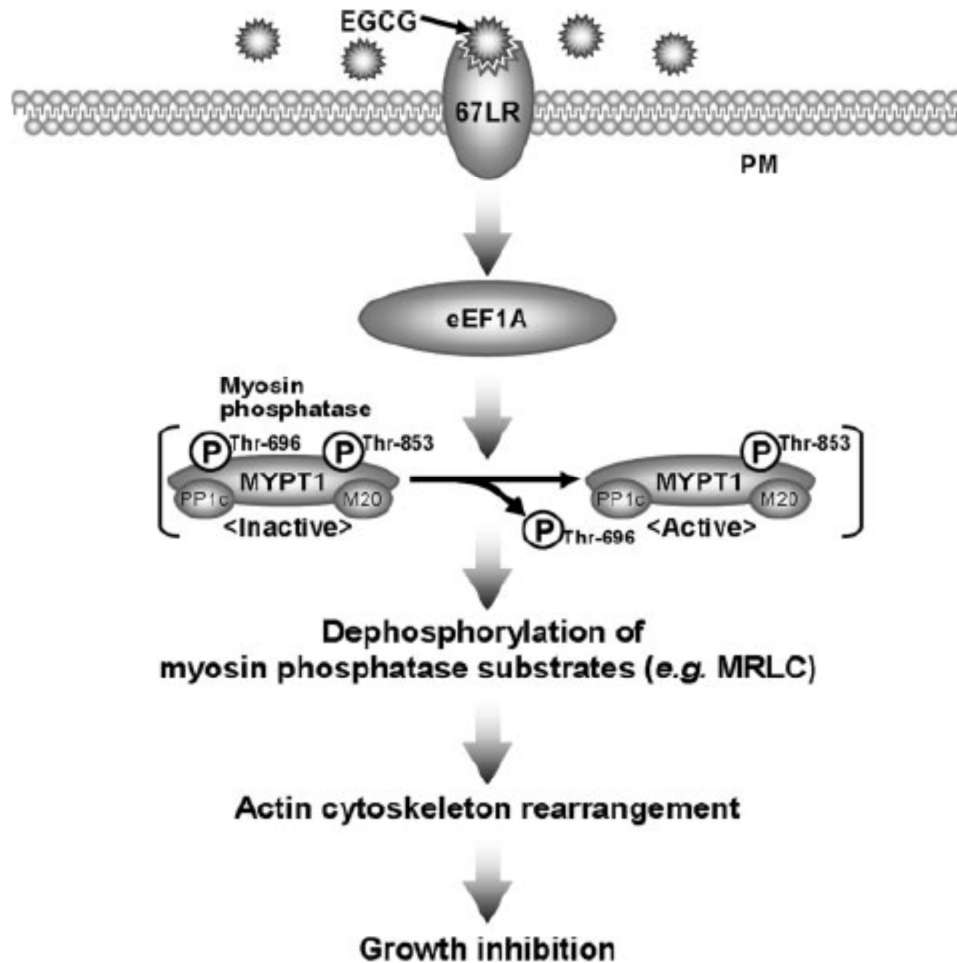 EGCG
67LR
PM
eEF1A
Myosin
phosphatase
P Thr-696 P Thr-853
MYPT1
PP1c M20
<Inactive>
P Thr-696
P Thr-853
MYPT1
PP1c M20
<Active>
Dephosphorylation of
myosin phosphatase substrates (e.g. MRLC)
Actin cytoskeleton rearrangement
Growth inhibition